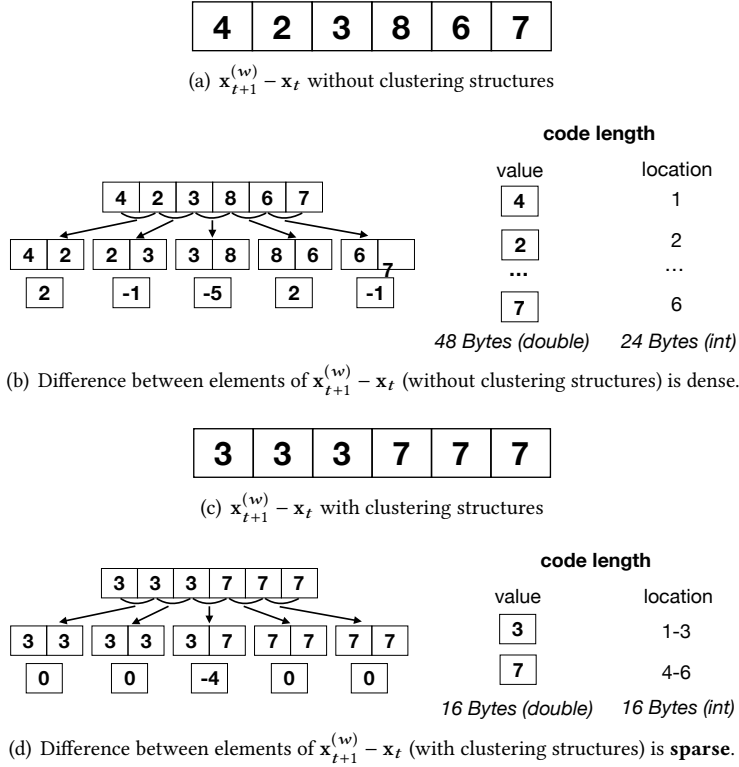 4 2 3 8 6 7
(a) x_{t+1}^{(w)} − x_t without clustering structures
code length
value location
4 2 3 8 6 7
4 1
2 2
... ...
7 6
4 2 2 3 3 8 8 6 6 7
2 -1 -5 2 -1
48 Bytes (double) 24 Bytes (int)
(b) Difference between elements of x_{t+1}^{(w)} − x_t (without clustering structures) is dense.
3 3 3 7 7 7
(c) x_{t+1}^{(w)} − x_t with clustering structures
code length
value location
3 3 3 7 7 7
3 1-3
7 4-6
3 3 3 3 3 7 7 7 7 7
0 0 -4 0 0
16 Bytes (double) 16 Bytes (int)
(d) Difference between elements of x_{t+1}^{(w)} − x_t (with clustering structures) is sparse.